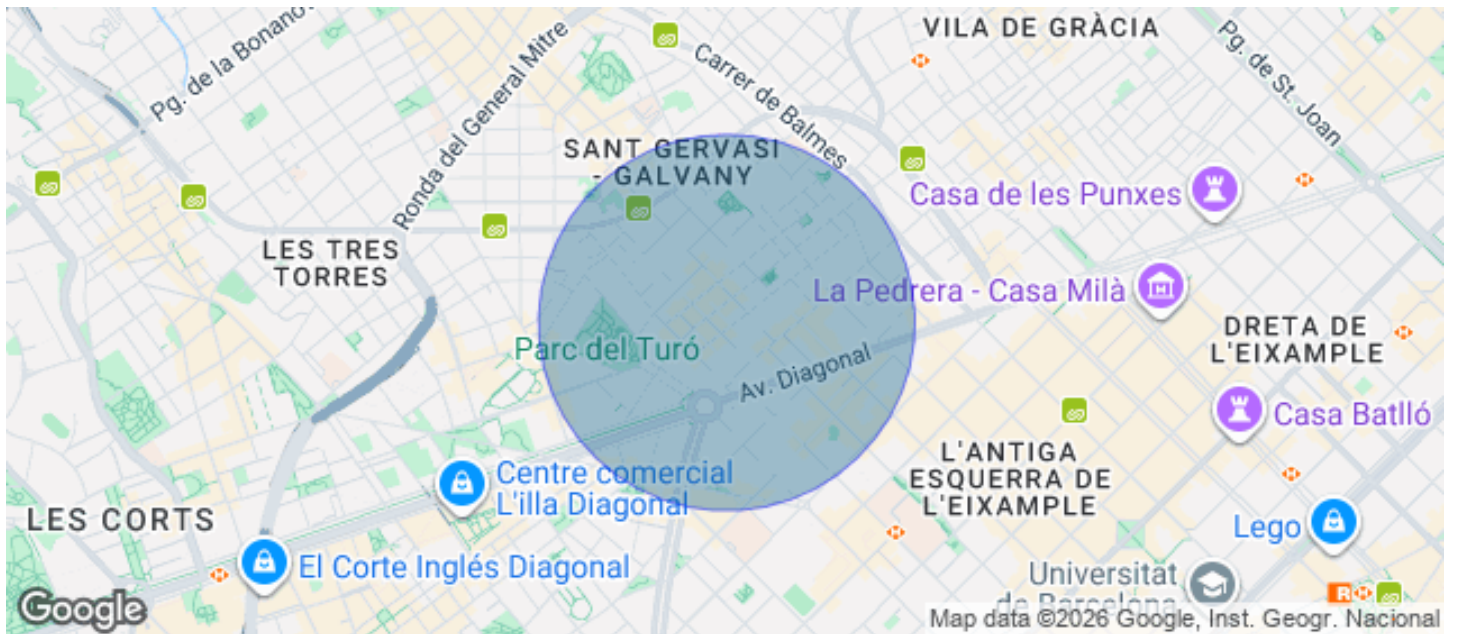 Pg. de la Bonanov
Ronda del General Mitre
Carrer de Balmes
VILA DE GRÀCIA
Pg. de St. Joan
SANT GERVASI
- GALVANY
Casa de les Punxes
LES TRES
TORRES
La Pedrera - Casa Milà
DRETA DE
L'EIXAMPLE
Parc del Turó
Av. Diagonal
Casa Batlló
L'ANTIGA
ESQUERRA DE
L'EIXAMPLE
Centre comercial
L'illa Diagonal
LES CORTS
Lego
El Corte Inglés Diagonal
Universitat
de Barcelona
R
Google
Map data ©2026 Google, Inst. Geogr. Nacional